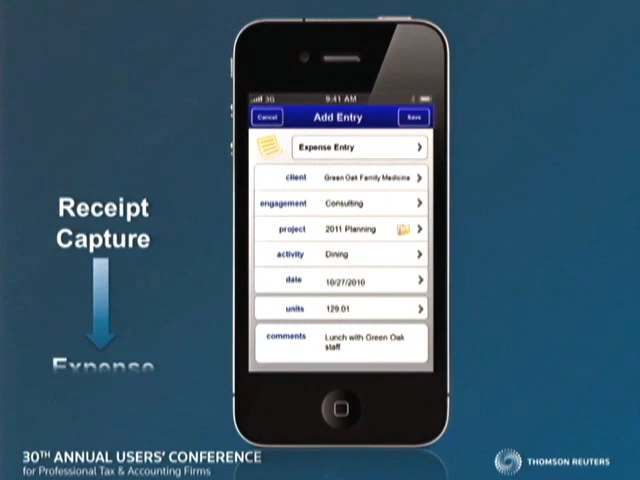 3G 9:41 AM
Cancel Add Entry Save
Expense Entry
client Green Oak Family Medicine
engagement Consulting
project 2011 Planning
activity Dining
date 10/27/2010
units 129.01
comments Lunch with Green Oak
staff
Receipt
Capture
Expense
30TH ANNUAL USERS' CONFERENCE
for Professional Tax & Accounting Firms
THOMSON REUTERS